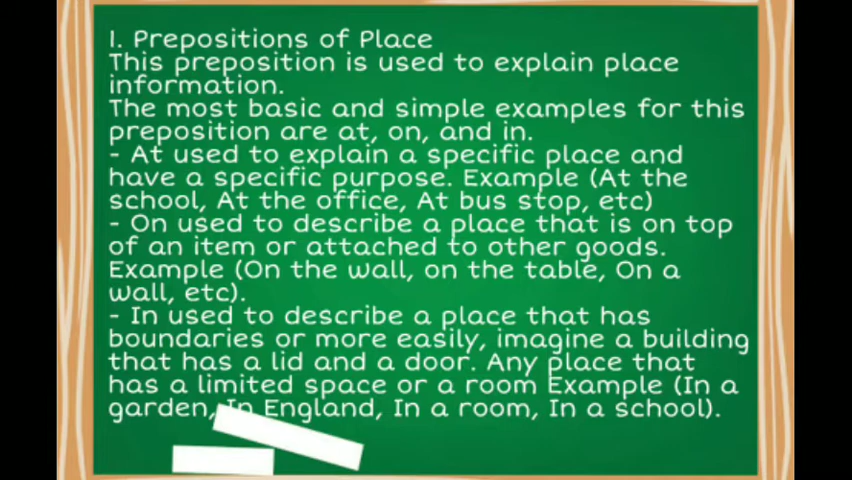 1. Prepositions of Place
This preposition is used to explain place
information.
The most basic and simple examples for this
preposition are at, on, and in.
- At used to explain a specific place and
have a specific purpose. Example (At the
school, At the office, At bus stop, etc)
- On used to describe a place that is on top
of an item or attached to other goods.
Example (On the wall, on the table, On a
wall, etc).
- In used to describe a place that has
boundaries or more easily, imagine a building
that has a lid and a door. Any place that
has a limited space or a room Example (In a
garden, In England, In a room, In a school).